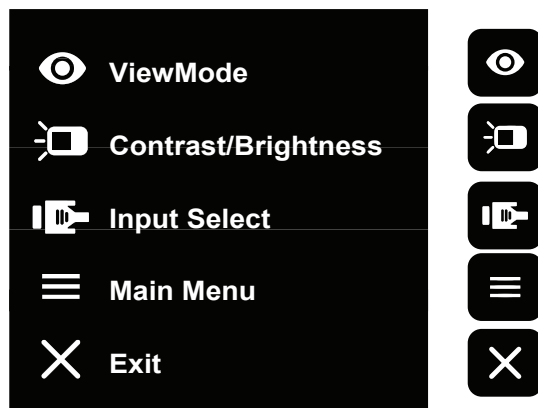 ViewMode
Contrast/Brightness
Input Select
Main Menu
Exit